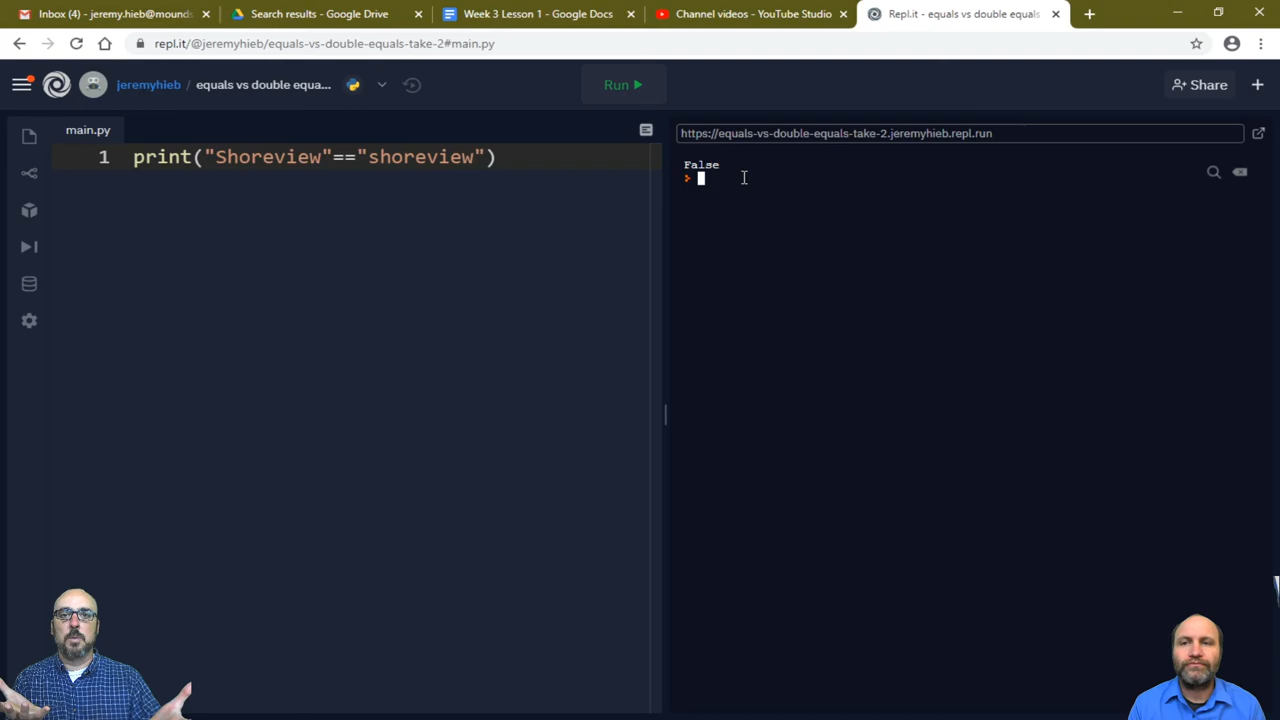 Inbox (4) - jeremy.hieb@mounds
Search results - Google Drive
Week 3 Lesson 1 - Google Docs
Channel videos - YouTube Studio
Repl.it - equals vs double equals
repl.it/@jeremyhieb/equals-vs-double-equals-take-2#main.py
jeremyhieb / equals vs double equa...
Run
Share
main.py
https://equals-vs-double-equals-take-2.jeremyhieb.repl.run
1 print("Shoreview"=="shoreview")
False